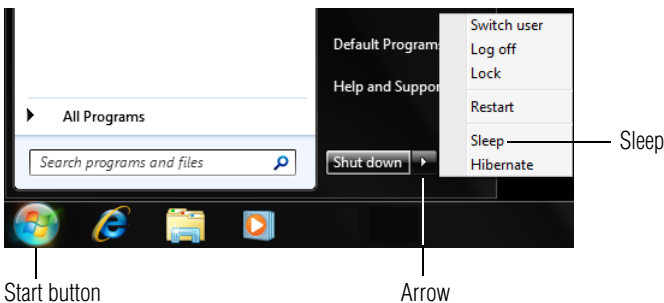 Switch user
Default Program
Log off
Lock
Help and Suppor
Restart
All Programs
Sleep
Sleep
Search programs and files
Shut down
Hibernate
Start button
Arrow